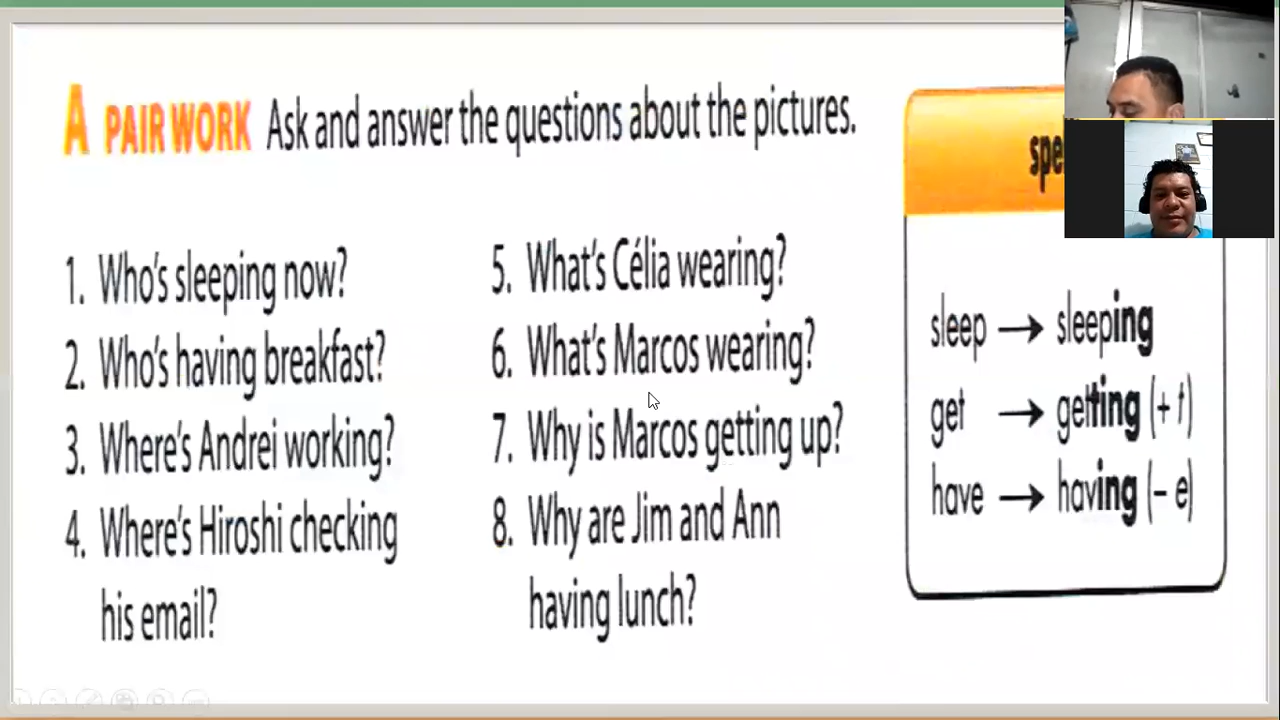 A PAIR WORK Ask and answer the questions about the pictures.
1. Who's sleeping now?
2. Who's having breakfast?
3. Where's Andrei working?
4. Where's Hiroshi checking
his email?
5. What's Célia wearing?
6. What's Marcos wearing?
7. Why is Marcos getting up?
8. Why are Jim and Ann
having lunch?
sleep → sleeping
get → getting (+ t)
have → having (– e)